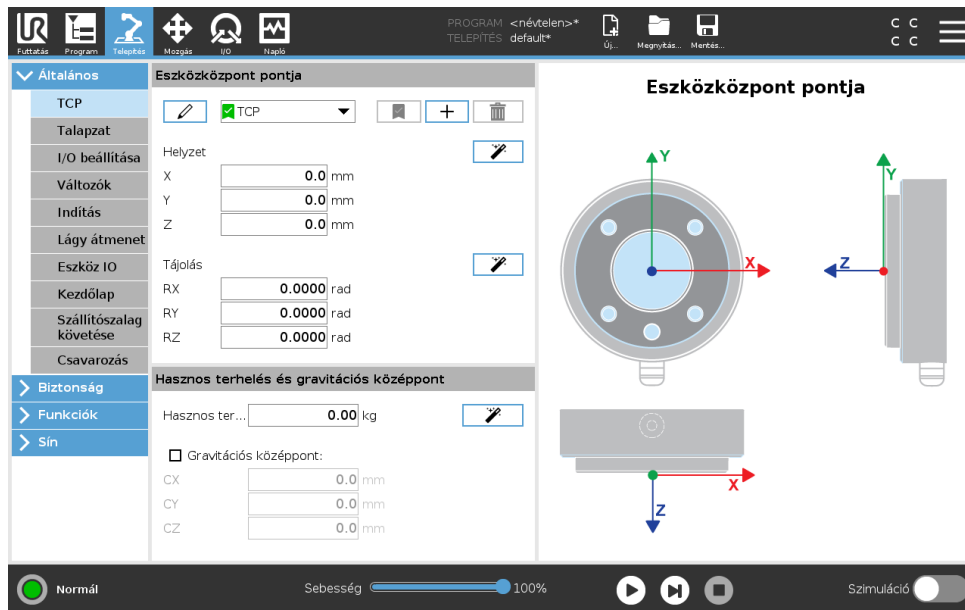 UR
Futtatás
Program
Telepítés
Mozgás
I/O
Napló
PROGRAM <névtelen>*
TELEPÍTÉS default*
Új...
Megnyitás...
Mentés...
C C
C C
Általános
TCP
Talapzat
I/O beállítása
Változók
Indítás
Lágy átmenet
Eszköz IO
Kezdőlap
Szállítószalag
követése
Csavarozás
Biztonság
Funkciók
Sín
Eszközközpont pontja
TCP
Helyzet
X 0.0 mm
Y 0.0 mm
Z 0.0 mm
Tájolás
RX 0.0000 rad
RY 0.0000 rad
RZ 0.0000 rad
Hasznos terhelés és gravitációs középpont
Hasznos ter... 0.00 kg
Gravitációs középpont:
CX 0.0 mm
CY 0.0 mm
CZ 0.0 mm
Eszközközpont pontja
Y
X
Y
Z
X
Z
Normál
Sebesség 100%
Szimuláció